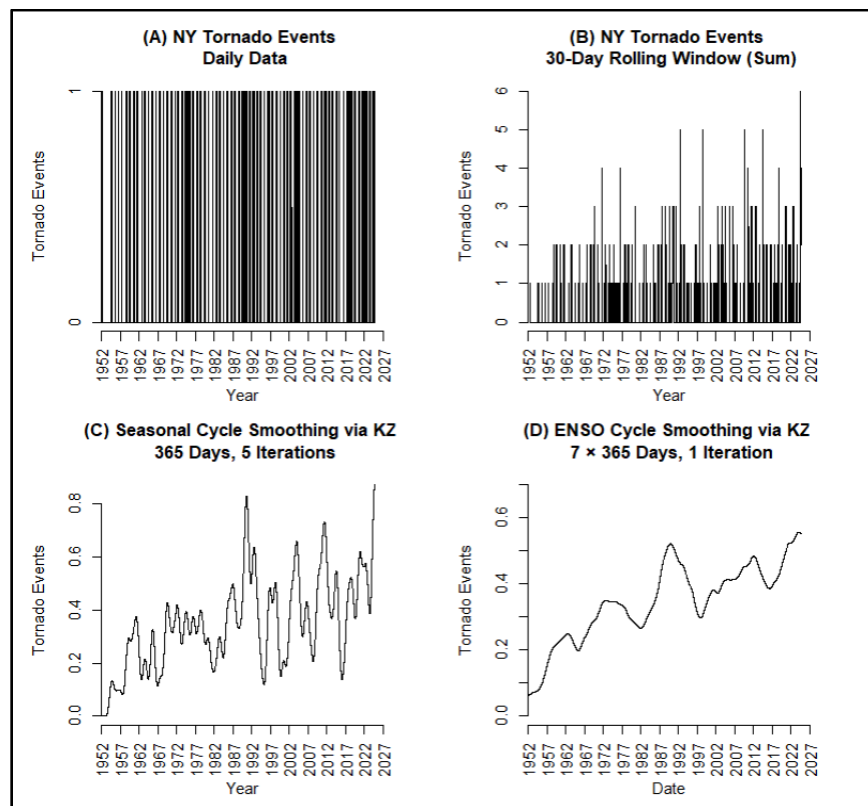 (A) NY Tornado Events
Daily Data
Tornado Events
1
0
1952 1957 1962 1967 1972 1977 1982 1987 1992 1997 2002 2007 2012 2017 2022 2027
Year
(B) NY Tornado Events
30-Day Rolling Window (Sum)
Tornado Events
6
5
4
3
2
1
0
1952 1957 1962 1967 1972 1977 1982 1987 1992 1997 2002 2007 2012 2017 2022 2027
Year
(C) Seasonal Cycle Smoothing via KZ
365 Days, 5 Iterations
Tornado Events
0.8
0.6
0.4
0.2
0.0
1952 1957 1962 1967 1972 1977 1982 1987 1992 1997 2002 2007 2012 2017 2022 2027
Year
(D) ENSO Cycle Smoothing via KZ
7 × 365 Days, 1 Iteration
Tornado Events
0.6
0.4
0.2
0.0
1952 1957 1962 1967 1972 1977 1982 1987 1992 1997 2002 2007 2012 2017 2022 2027
Date